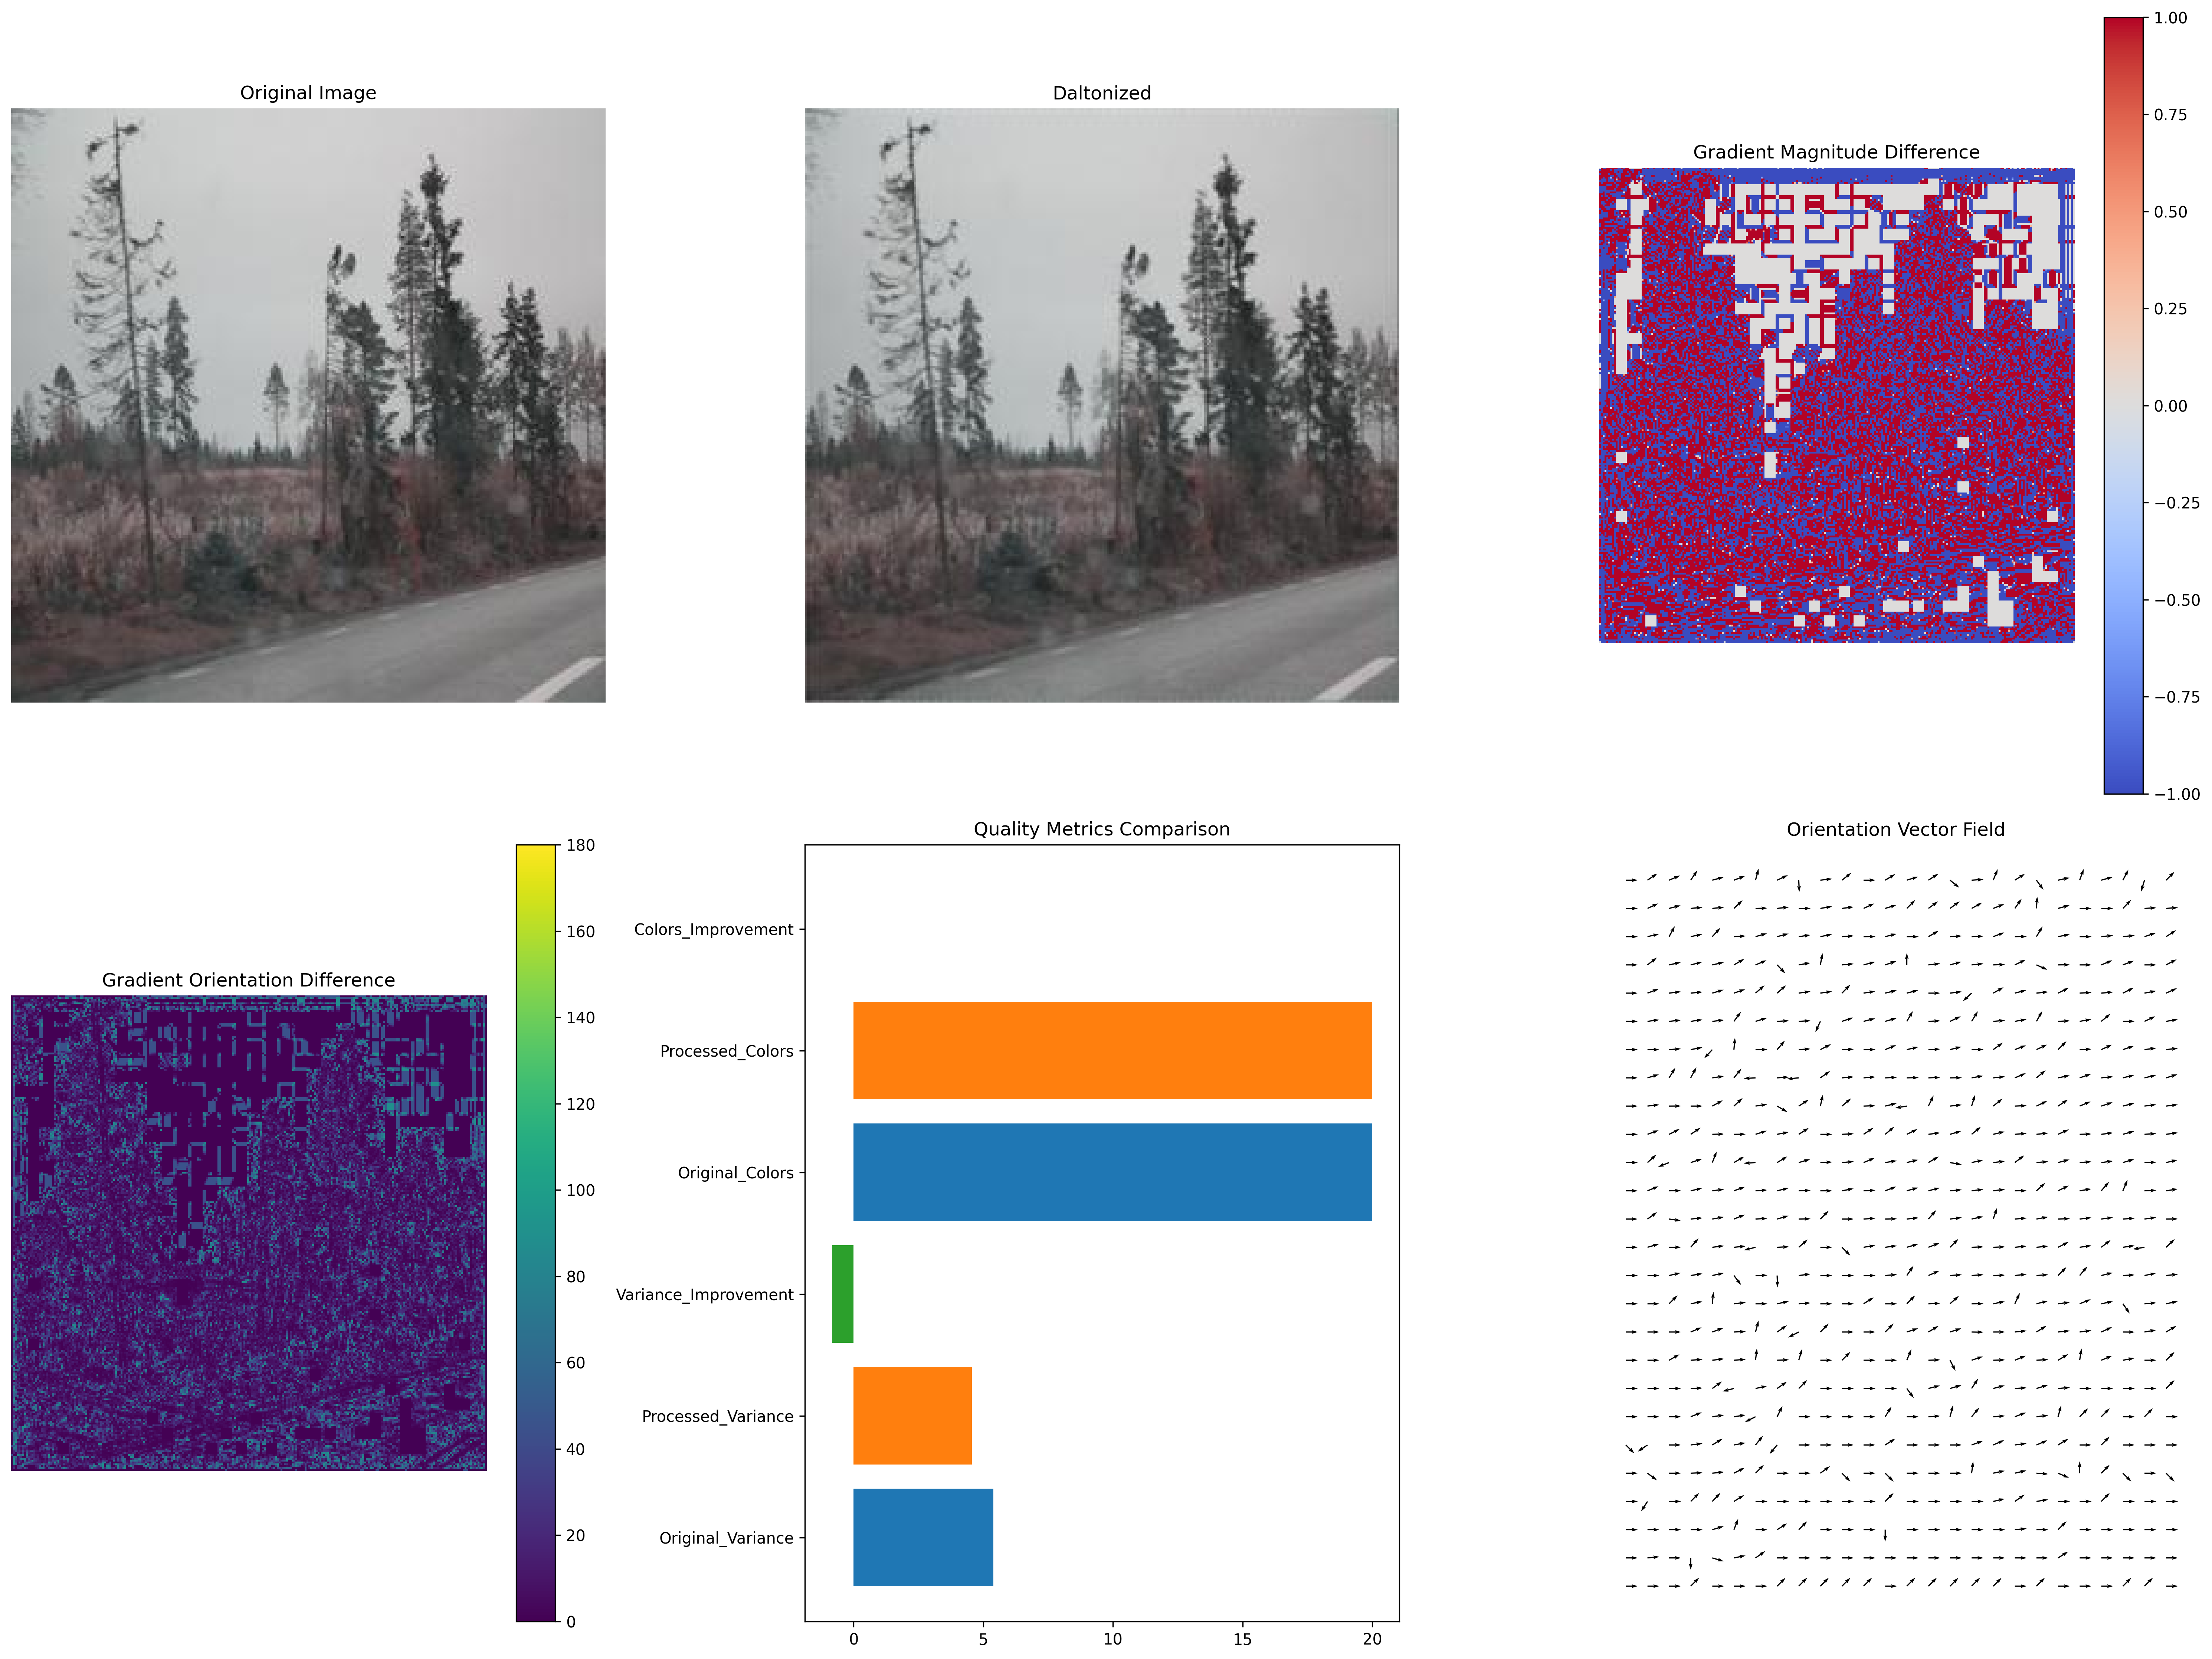 Original Image
Daltonized
Gradient Magnitude Difference
1.00
0.75
0.50
0.25
0.00
−0.25
−0.50
−0.75
−1.00
Gradient Orientation Difference
180
160
140
120
100
80
60
40
20
0
Quality Metrics Comparison
Colors_Improvement
Processed_Colors
Original_Colors
Variance_Improvement
Processed_Variance
Original_Variance
0 5 10 15 20
Orientation Vector Field